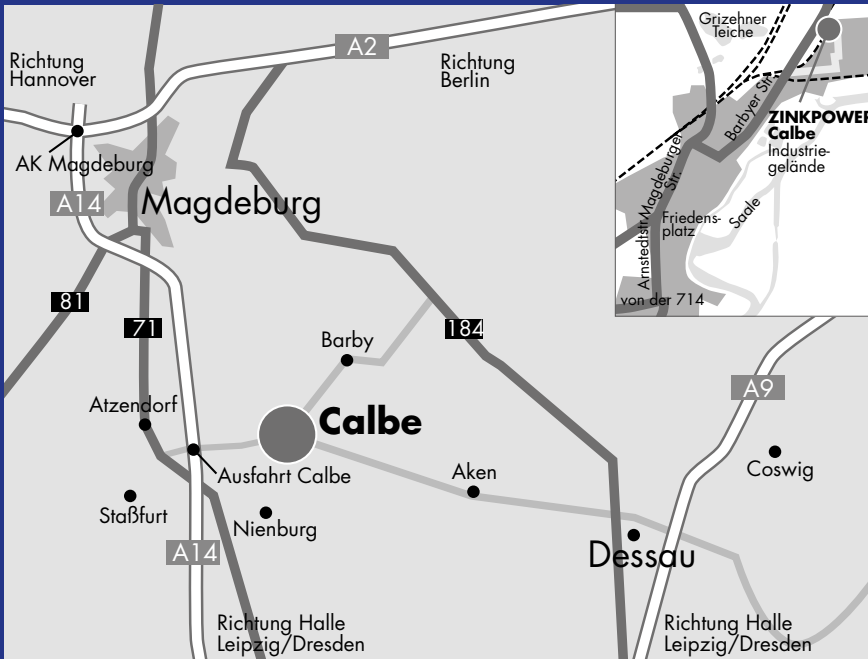 Richtung
Hannover
A2
Richtung
Berlin
AK Magdeburg
A14
Magdeburg
81
71
184
Barby
Atzendorf
Calbe
A9
Ausfahrt Calbe
Aken
Coswig
Staßfurt
Nienburg
A14
Dessau
Richtung Halle
Leipzig/Dresden
Richtung Halle
Leipzig/Dresden
Grizehner
Teiche
Barbyer Str.
ZINKPOWER
Calbe
Industrie-
gelände
Magdeburger
Str.
Friedens-
platz
Saale
Arnstedtstr.
von der 714